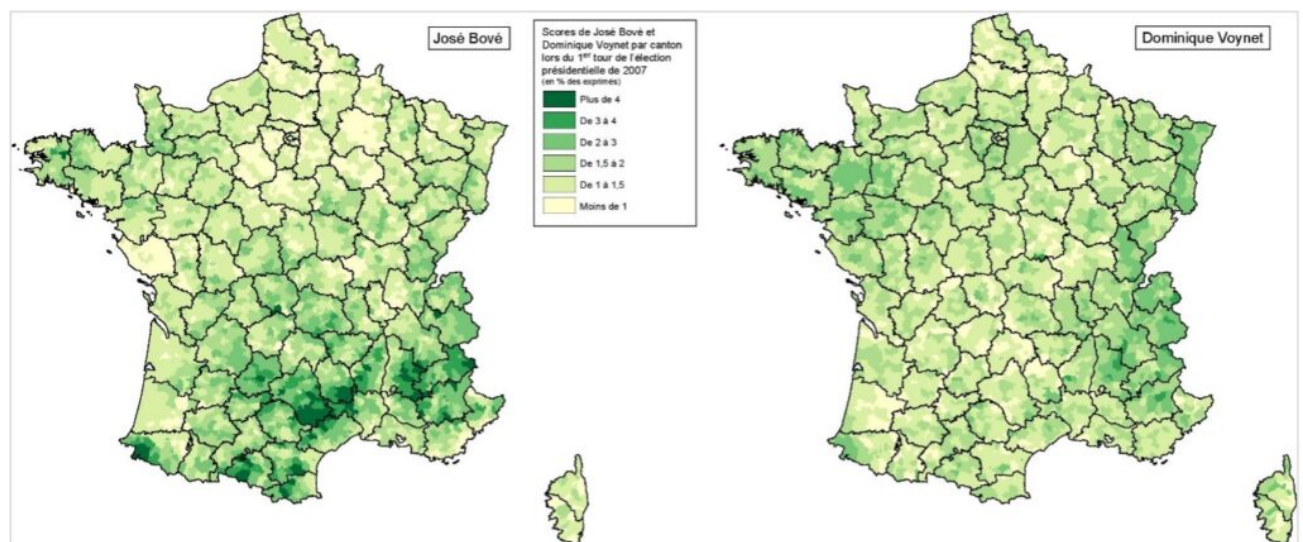 José Bové
Scores de José Bové et
Dominique Voynet par canton
lors du 1er tour de l'élection
présidentielle de 2007
(en % des exprimés)
Plus de 4
De 3 à 4
De 2 à 3
De 1,5 à 2
De 1 à 1,5
Moins de 1
Dominique Voynet